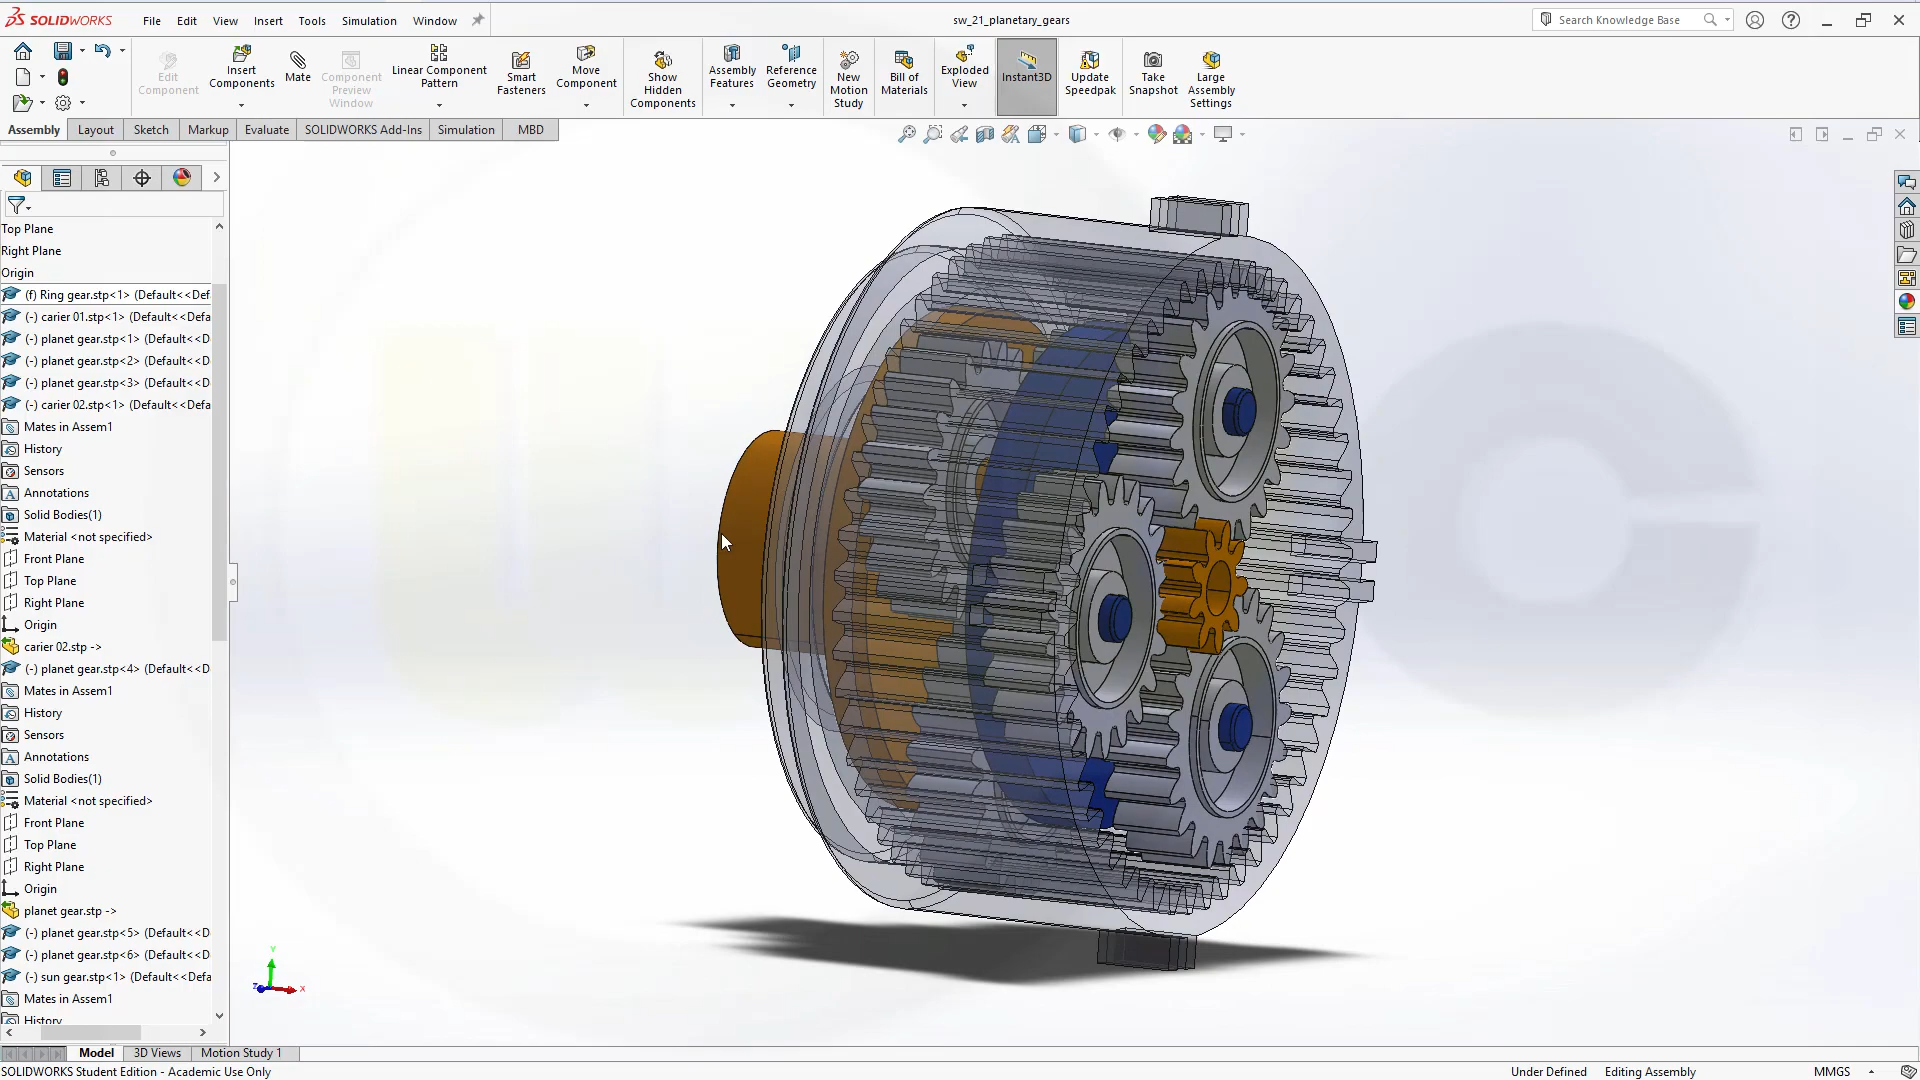 SOLIDWORKS
File Edit View Insert Tools Simulation Window
sw_21_planetary_gears
Search Knowledge Base
Edit Component
Insert Components
Mate
Component Preview Window
Linear Component Pattern
Smart Fasteners
Move Component
Show Hidden Components
Assembly Features
Reference Geometry
New Motion Study
Bill of Materials
Exploded View
Instant3D
Update Speedpak
Take Snapshot
Large Assembly Settings
Assembly Layout Sketch Markup Evaluate SOLIDWORKS Add-Ins Simulation MBD
Top Plane
Right Plane
Origin
(f) Ring gear.stp<1> (Default<<Def
(-) carier 01.stp<1> (Default<<Defa
(-) planet gear.stp<1> (Default<<D
(-) planet gear.stp<2> (Default<<D
(-) planet gear.stp<3> (Default<<D
(-) carier 02.stp<1> (Default<<Defa
Mates in Assem1
History
Sensors
Annotations
Solid Bodies(1)
Material <not specified>
Front Plane
Top Plane
Right Plane
Origin
carier 02.stp ->
(-) planet gear.stp<4> (Default<<D
Mates in Assem1
History
Sensors
Annotations
Solid Bodies(1)
Material <not specified>
Front Plane
Top Plane
Right Plane
Origin
planet gear.stp ->
(-) planet gear.stp<5> (Default<<D
(-) planet gear.stp<6> (Default<<D
(-) sun gear.stp<1> (Default<<Defa
Mates in Assem1
History
Y
Z
X
Model 3D Views Motion Study 1
SOLIDWORKS Student Edition - Academic Use Only
Under Defined Editing Assembly MMGS